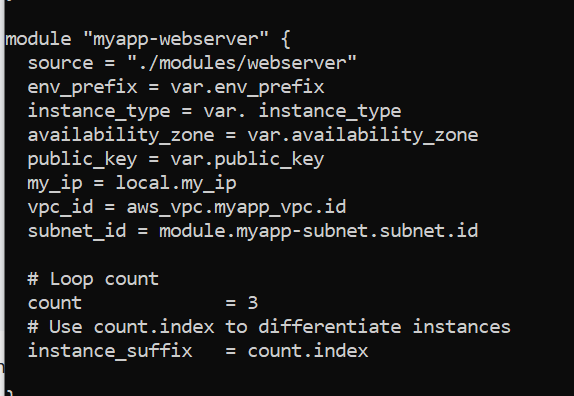 module "myapp-webserver" {
  source = "./modules/webserver"
  env_prefix = var.env_prefix
  instance_type = var. instance_type
  availability_zone = var.availability_zone
  public_key = var.public_key
  my_ip = local.my_ip
  vpc_id = aws_vpc.myapp_vpc.id
  subnet_id = module.myapp-subnet.subnet.id

  # Loop count
  count           = 3
  # Use count.index to differentiate instances
  instance_suffix   = count.index